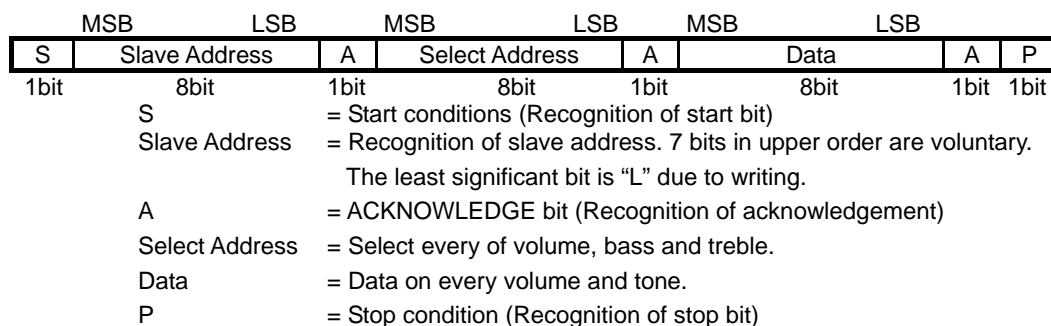 MSB LSB MSB LSB MSB LSB
S Slave Address A Select Address A Data A P
1bit 8bit 1bit 8bit 1bit 8bit 1bit 1bit
S = Start conditions (Recognition of start bit)
Slave Address = Recognition of slave address. 7 bits in upper order are voluntary.
The least significant bit is “L” due to writing.
A = ACKNOWLEDGE bit (Recognition of acknowledgement)
Select Address = Select every of volume, bass and treble.
Data = Data on every volume and tone.
P = Stop condition (Recognition of stop bit)